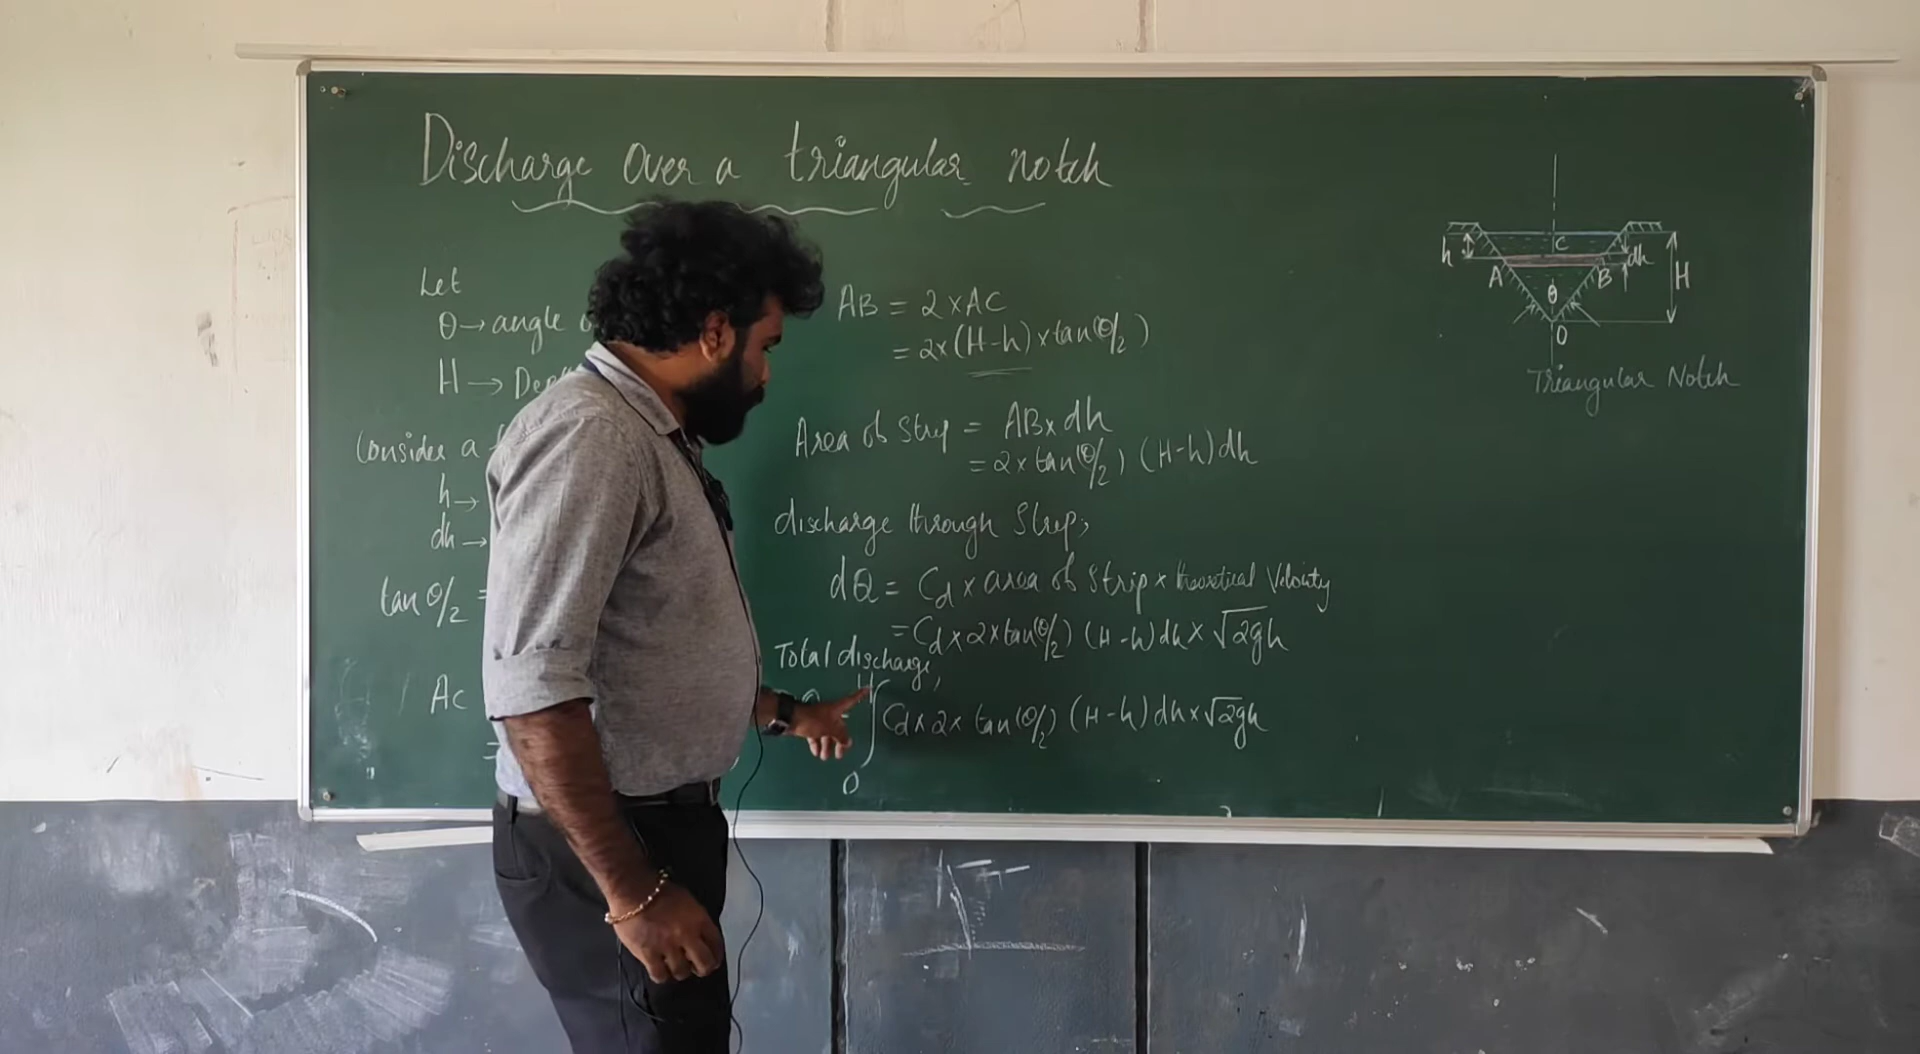 Discharge over a triangular notch
Let
θ → angle
H → Dep
Consider a
h →
dh →
tan θ/2 =
AC
=
AB = 2 × AC
= 2 × (H-h) × tan(θ/2)
Area of Strip = AB × dh
= 2 × tan(θ/2) (H-h) dh
discharge through Strip,
dQ = Cd × area of Strip × theoretical Velocity
= Cd × 2 × tan(θ/2) (H-h) dh × √2gh
Total discharge,
Q = ∫₀ᴴ Cd × 2 × tan(θ/2) (H-h) dh × √2gh
h
C
dh
H
A
B
θ
O
Triangular Notch